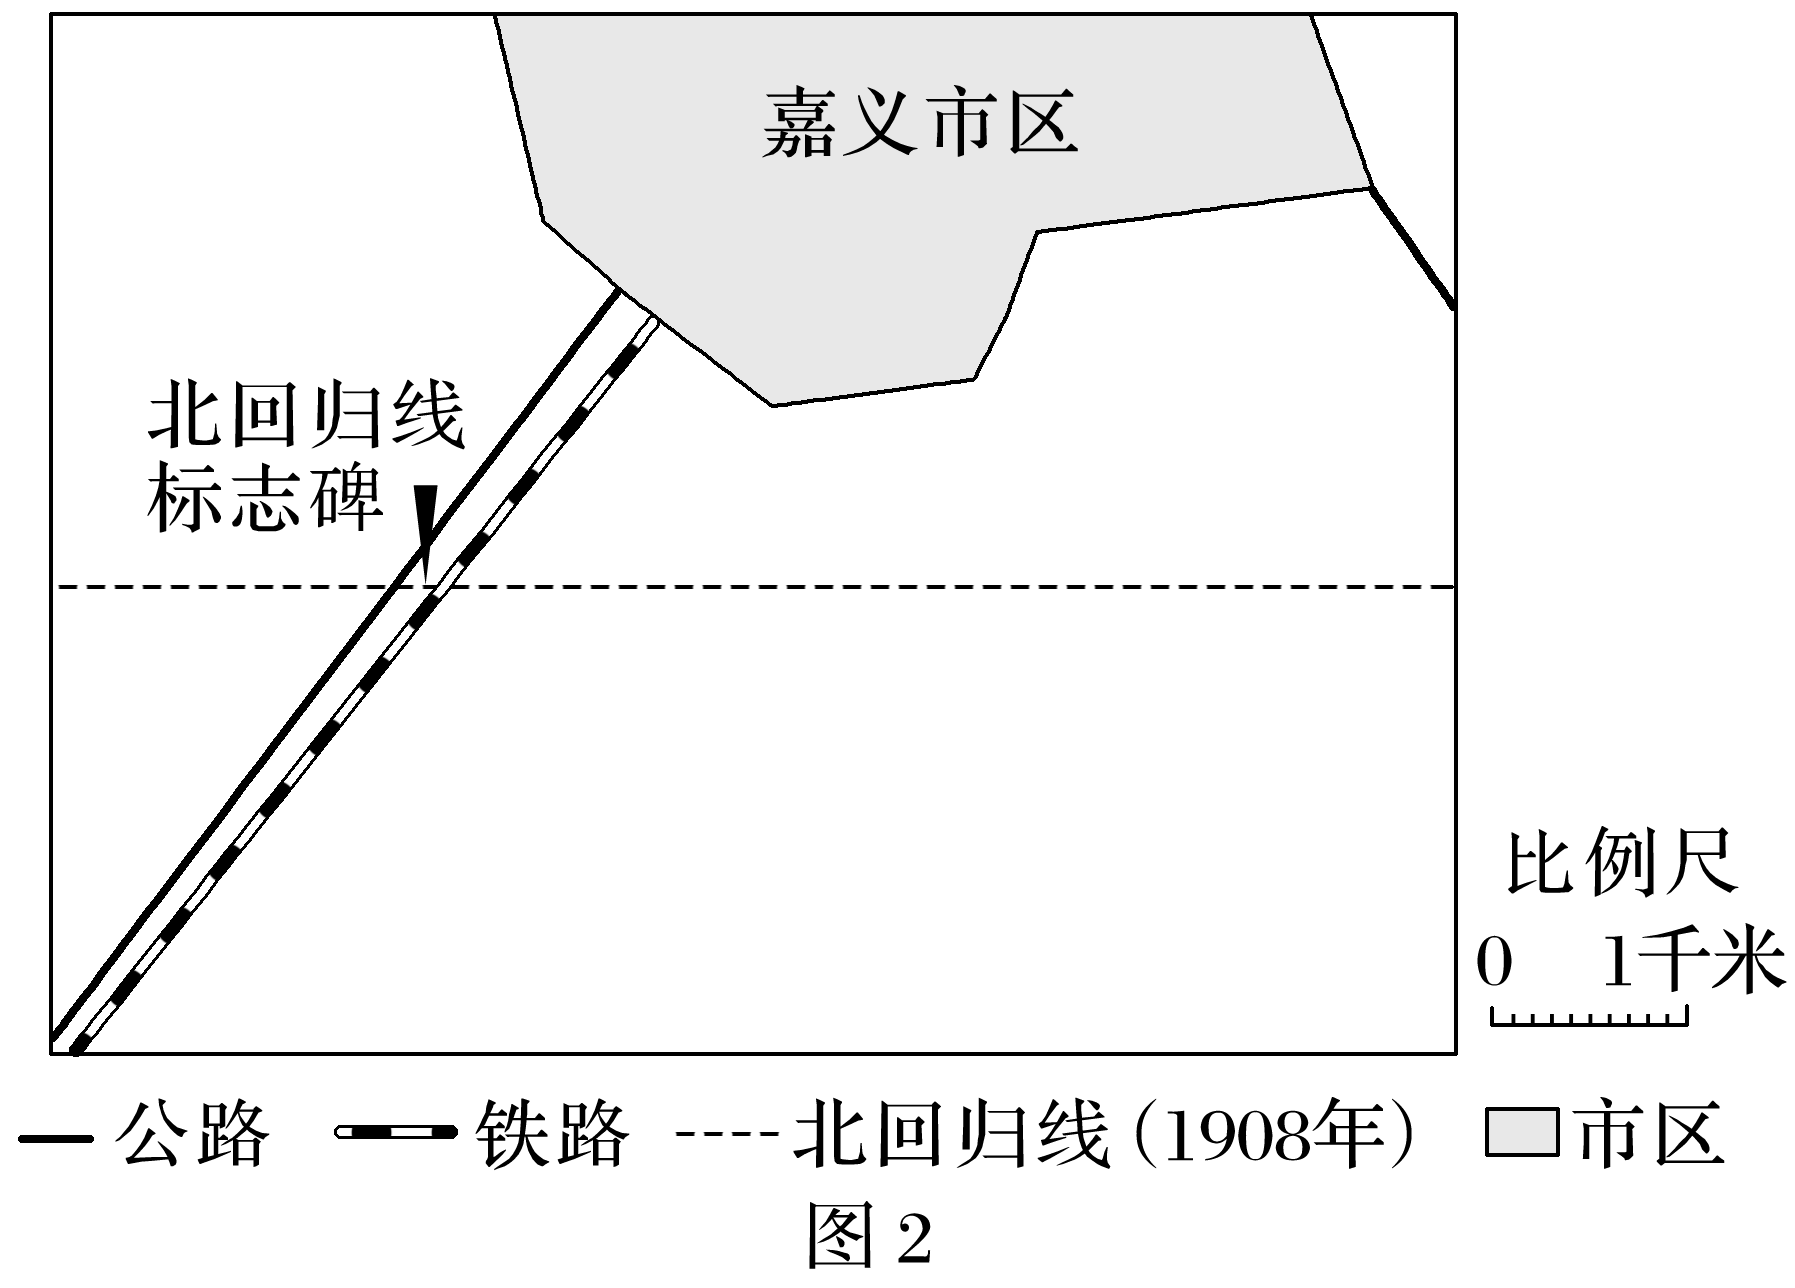 嘉义市区
北回归线
标志碑
比例尺
0 1千米
公路 铁路 北回归线(1908年) 市区
图2